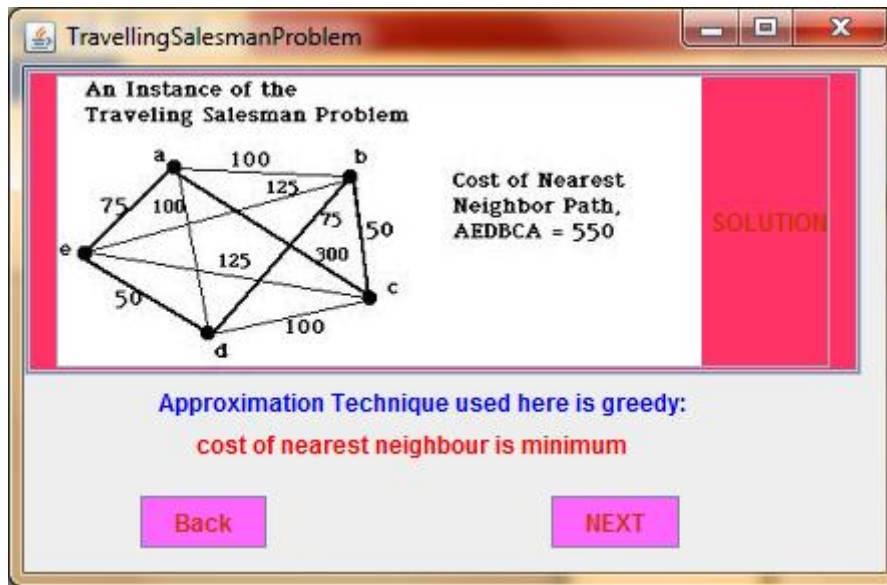 TravellingSalesmanProblem
An Instance of the
Traveling Salesman Problem
a
100
b
125
75
100
75
50
Cost of Nearest
Neighbor Path,
AEDBCA = 550
SOLUTION
e
125
300
c
50
100
d
Approximation Technique used here is greedy:
cost of nearest neighbour is minimum
Back
NEXT